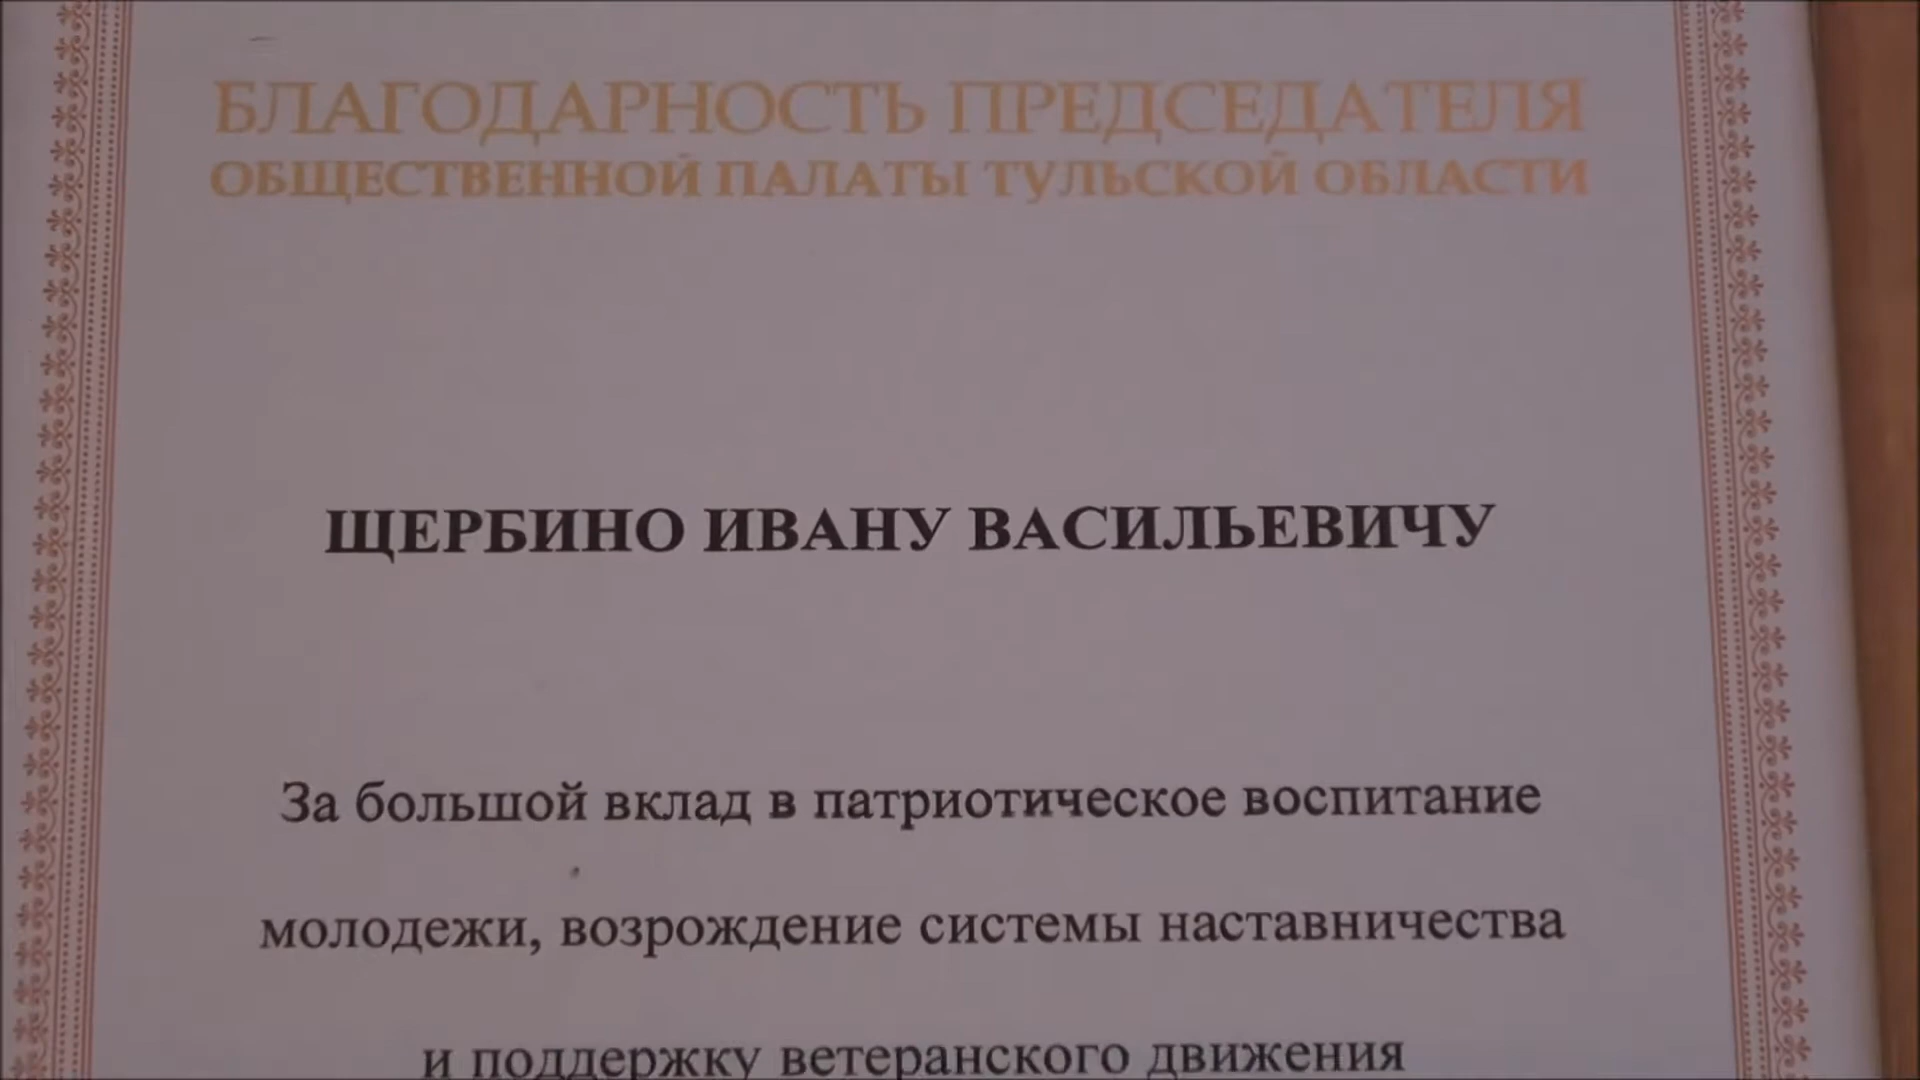 БЛАГОДАРНОСТЬ ПРЕДСЕДАТЕЛЯ
ОБЩЕСТВЕННОЙ ПАЛАТЫ ТУЛЬСКОЙ ОБЛАСТИ
ЩЕРБИНО ИВАНУ ВАСИЛЬЕВИЧУ
За большой вклад в патриотическое воспитание
молодежи, возрождение системы наставничества
и поддержку ветеранского движения